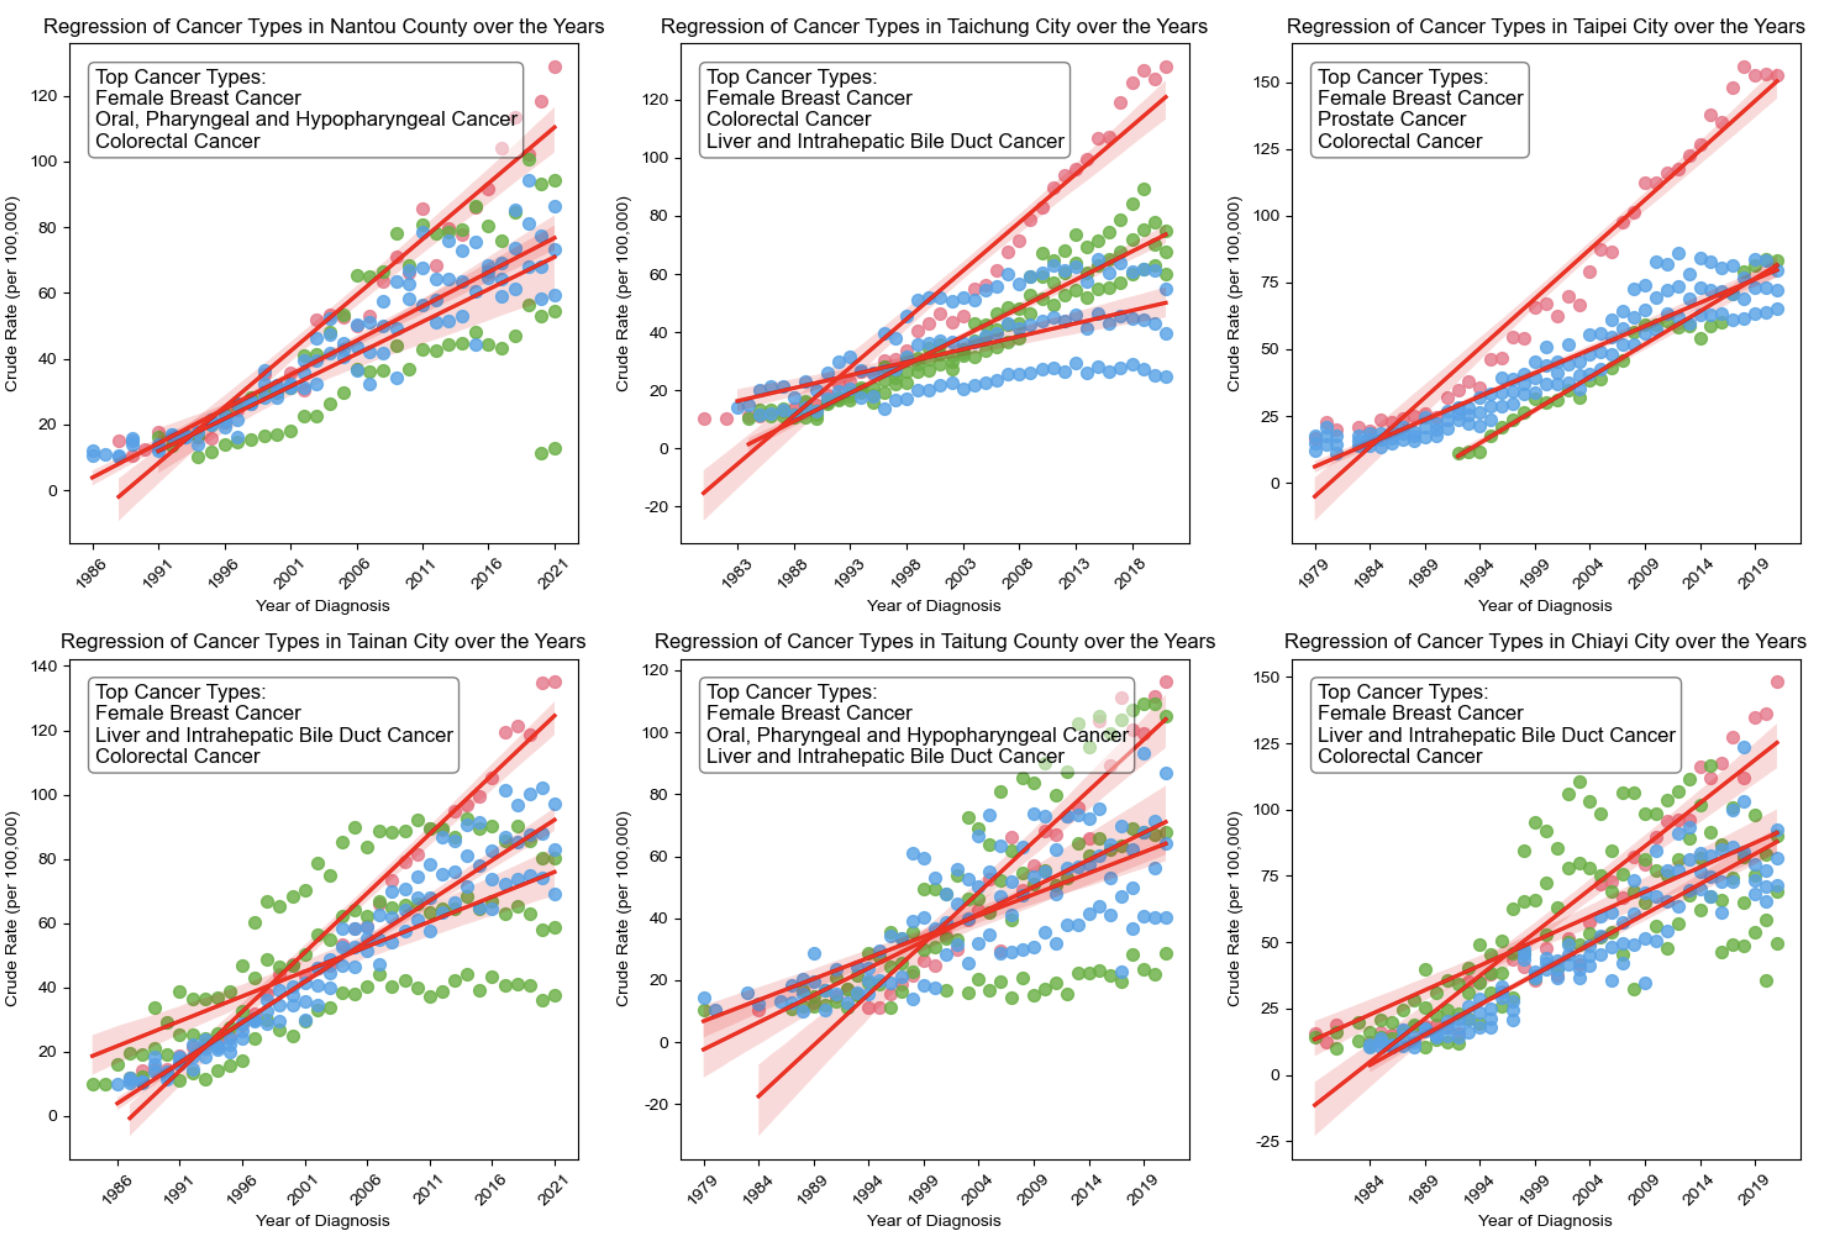 Regression of Cancer Types in Nantou County over the Years
Top Cancer Types:
Female Breast Cancer
Oral, Pharyngeal and Hypopharyngeal Cancer
Colorectal Cancer
Crude Rate (per 100,000)
120
100
80
60
40
20
0
1986
1991
1996
2001
2006
2011
2016
2021
Year of Diagnosis
Regression of Cancer Types in Taichung City over the Years
Top Cancer Types:
Female Breast Cancer
Colorectal Cancer
Liver and Intrahepatic Bile Duct Cancer
Crude Rate (per 100,000)
120
100
80
60
40
20
0
-20
1983
1988
1993
1998
2003
2008
2013
2018
Year of Diagnosis
Regression of Cancer Types in Taipei City over the Years
Top Cancer Types:
Female Breast Cancer
Prostate Cancer
Colorectal Cancer
Crude Rate (per 100,000)
150
125
100
75
50
25
0
1979
1984
1989
1994
1999
2004
2009
2014
2019
Year of Diagnosis
Regression of Cancer Types in Tainan City over the Years
Top Cancer Types:
Female Breast Cancer
Liver and Intrahepatic Bile Duct Cancer
Colorectal Cancer
Crude Rate (per 100,000)
140
120
100
80
60
40
20
0
1986
1991
1996
2001
2006
2011
2016
2021
Year of Diagnosis
Regression of Cancer Types in Taitung County over the Years
Top Cancer Types:
Female Breast Cancer
Oral, Pharyngeal and Hypopharyngeal Cancer
Liver and Intrahepatic Bile Duct Cancer
Crude Rate (per 100,000)
120
100
80
60
40
20
0
-20
1979
1984
1989
1994
1999
2004
2009
2014
2019
Year of Diagnosis
Regression of Cancer Types in Chiayi City over the Years
Top Cancer Types:
Female Breast Cancer
Liver and Intrahepatic Bile Duct Cancer
Colorectal Cancer
Crude Rate (per 100,000)
150
125
100
75
50
25
0
-25
1984
1989
1994
1999
2004
2009
2014
2019
Year of Diagnosis